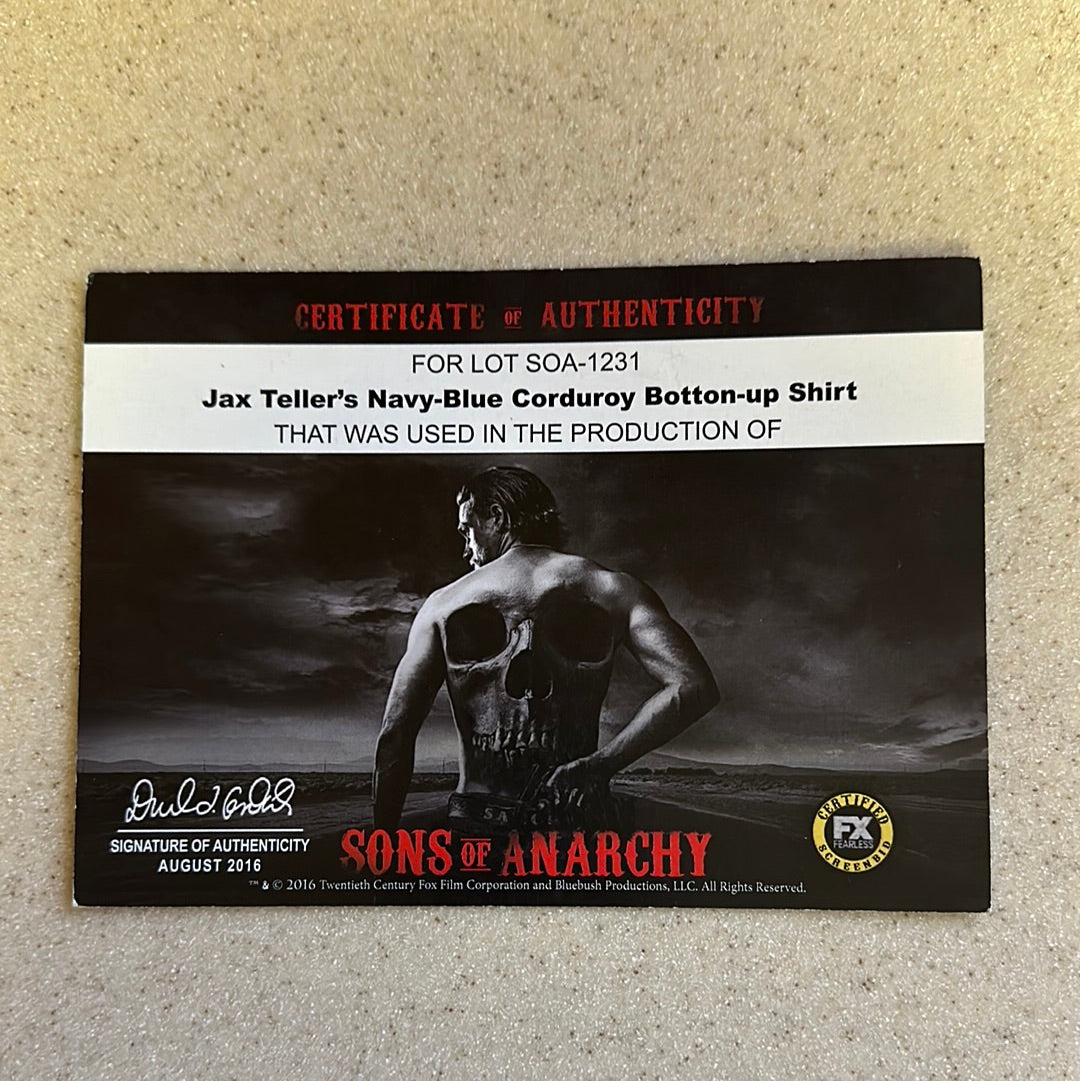 CERTIFICATE OF AUTHENTICITY
FOR LOT SOA-1231
Jax Teller's Navy-Blue Corduroy Botton-up Shirt
THAT WAS USED IN THE PRODUCTION OF
SIGNATURE OF AUTHENTICITY
AUGUST 2016
SONS OF ANARCHY
™ & © 2016 Twentieth Century Fox Film Corporation and Bluebush Productions, LLC. All Rights Reserved.
CERTIFIED
FX
FEARLESS
SCREENBID